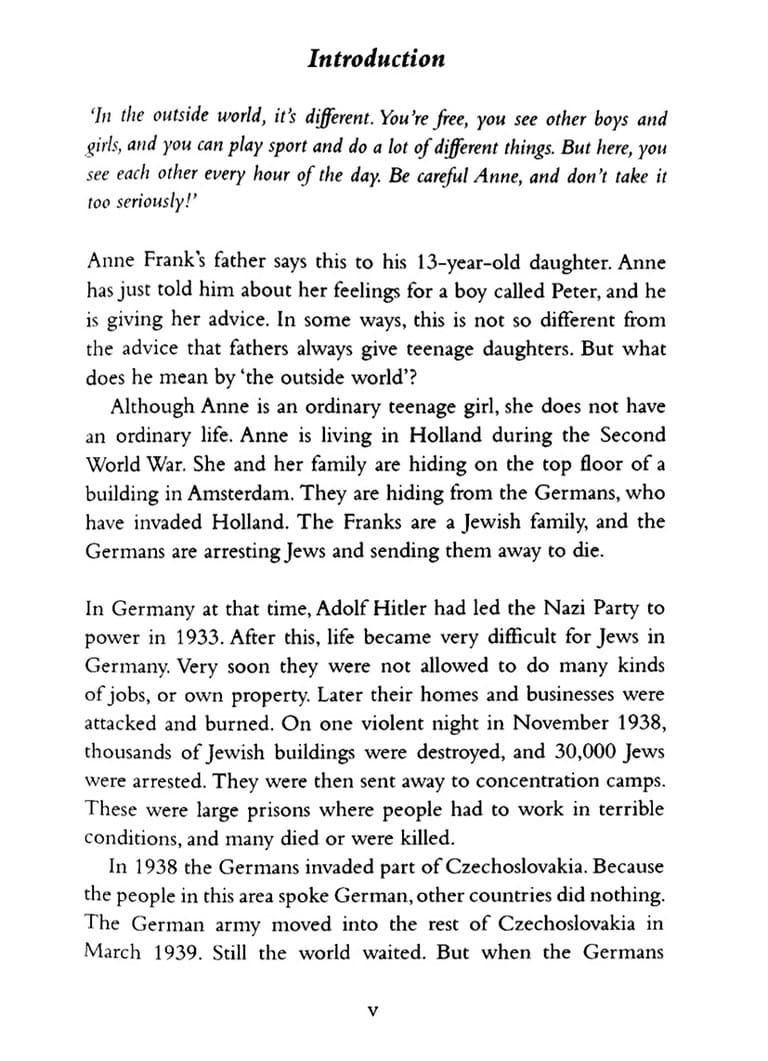 Introduction
‘In the outside world, it’s different. You’re free, you see other boys and
girls, and you can play sport and do a lot of different things. But here, you
see each other every hour of the day. Be careful Anne, and don’t take it
too seriously!’
Anne Frank’s father says this to his 13-year-old daughter. Anne
has just told him about her feelings for a boy called Peter, and he
is giving her advice. In some ways, this is not so different from
the advice that fathers always give teenage daughters. But what
does he mean by ‘the outside world’?
Although Anne is an ordinary teenage girl, she does not have
an ordinary life. Anne is living in Holland during the Second
World War. She and her family are hiding on the top floor of a
building in Amsterdam. They are hiding from the Germans, who
have invaded Holland. The Franks are a Jewish family, and the
Germans are arresting Jews and sending them away to die.
In Germany at that time, Adolf Hitler had led the Nazi Party to
power in 1933. After this, life became very difficult for Jews in
Germany. Very soon they were not allowed to do many kinds
of jobs, or own property. Later their homes and businesses were
attacked and burned. On one violent night in November 1938,
thousands of Jewish buildings were destroyed, and 30,000 Jews
were arrested. They were then sent away to concentration camps.
These were large prisons where people had to work in terrible
conditions, and many died or were killed.
In 1938 the Germans invaded part of Czechoslovakia. Because
the people in this area spoke German, other countries did nothing.
The German army moved into the rest of Czechoslovakia in
March 1939. Still the world waited. But when the Germans
v